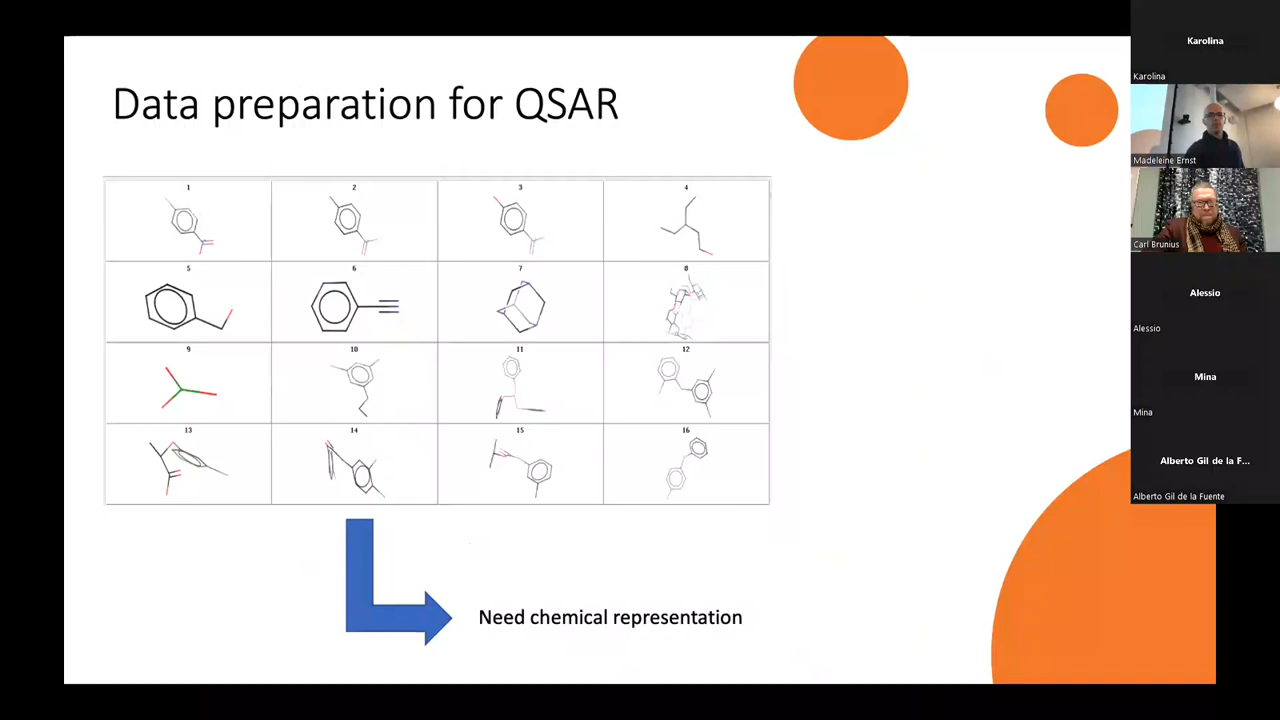 Data preparation for QSAR
1 2 3 4
5 6 7 8
9 10 11 12
13 14 15 16
Need chemical representation
Karolina
Karolina
Madeleine Ernst
Carl Brunius
Alessio
Alessio
Mina
Mina
Alberto Gil de la F...
Alberto Gil de la Fuente